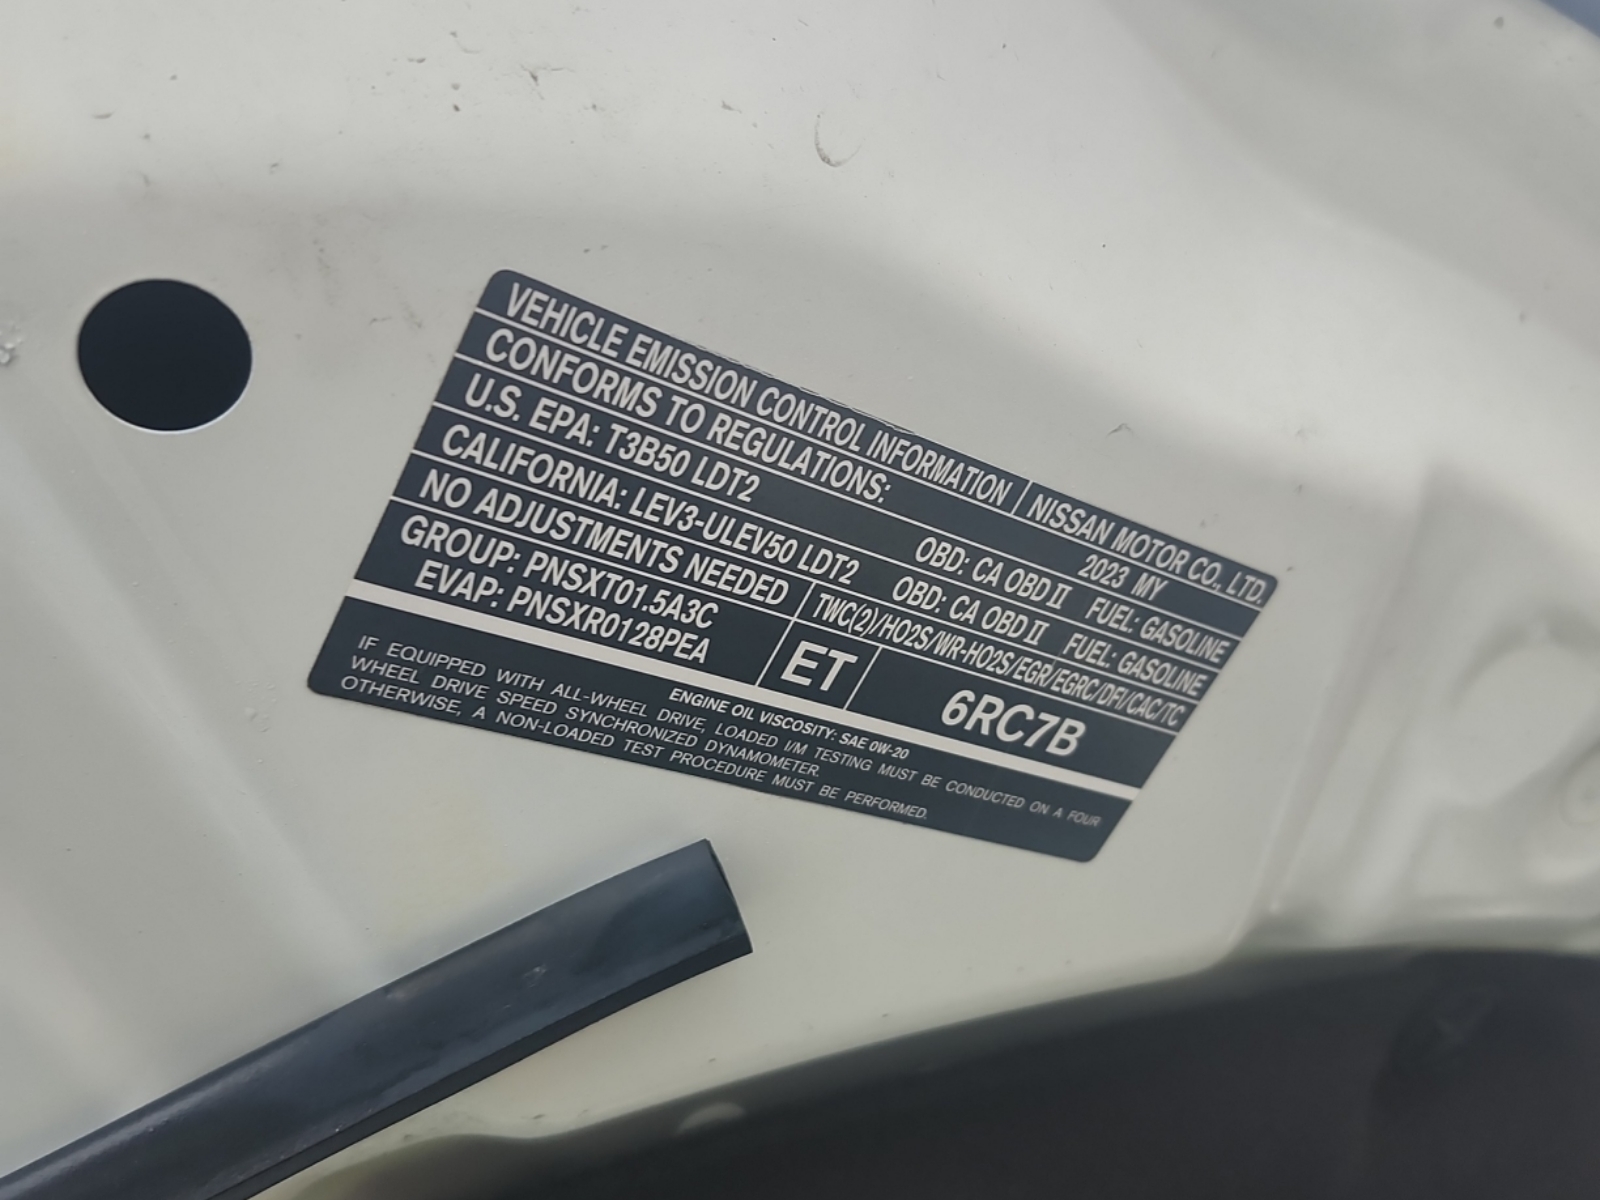 VEHICLE EMISSION CONTROL INFORMATION NISSAN MOTOR CO., LTD.
CONFORMS TO REGULATIONS: 2023 MY
U.S. EPA: T3B50 LDT2 OBD: CA OBD II FUEL: GASOLINE
CALIFORNIA: LEV3-ULEV50 LDT2 OBD: CA OBD II FUEL: GASOLINE
NO ADJUSTMENTS NEEDED TWC(2)/HO2S/WR-HO2S/EGR/EGRC/DFI/CAC/TC
GROUP: PNSXT01.5A3C
EVAP: PNSXR0128PEA
ET
6RC7B
ENGINE OIL VISCOSITY: SAE 0W-20
IF EQUIPPED WITH ALL-WHEEL DRIVE, LOADED I/M TESTING MUST BE CONDUCTED ON A FOUR
WHEEL DRIVE SPEED SYNCHRONIZED DYNAMOMETER.
OTHERWISE, A NON-LOADED TEST PROCEDURE MUST BE PERFORMED.